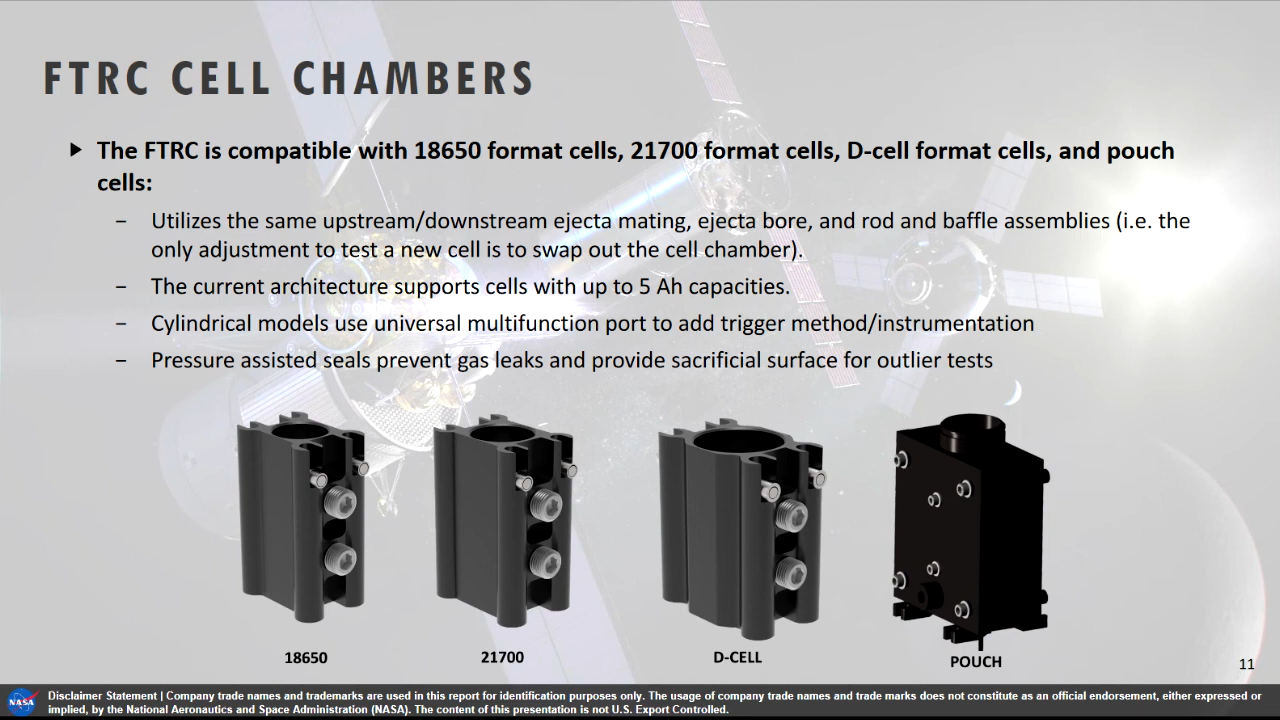 FTRC CELL CHAMBERS
The FTRC is compatible with 18650 format cells, 21700 format cells, D-cell format cells, and pouch
cells:
– Utilizes the same upstream/downstream ejecta mating, ejecta bore, and rod and baffle assemblies (i.e. the
only adjustment to test a new cell is to swap out the cell chamber).
– The current architecture supports cells with up to 5 Ah capacities.
– Cylindrical models use universal multifunction port to add trigger method/instrumentation
– Pressure assisted seals prevent gas leaks and provide sacrificial surface for outlier tests
18650
21700
D-CELL
POUCH
11
NASA
Disclaimer Statement | Company trade names and trademarks are used in this report for identification purposes only. The usage of company trade names and trade marks does not constitute as an official endorsement, either expressed or
implied, by the National Aeronautics and Space Administration (NASA). The content of this presentation is not U.S. Export Controlled.